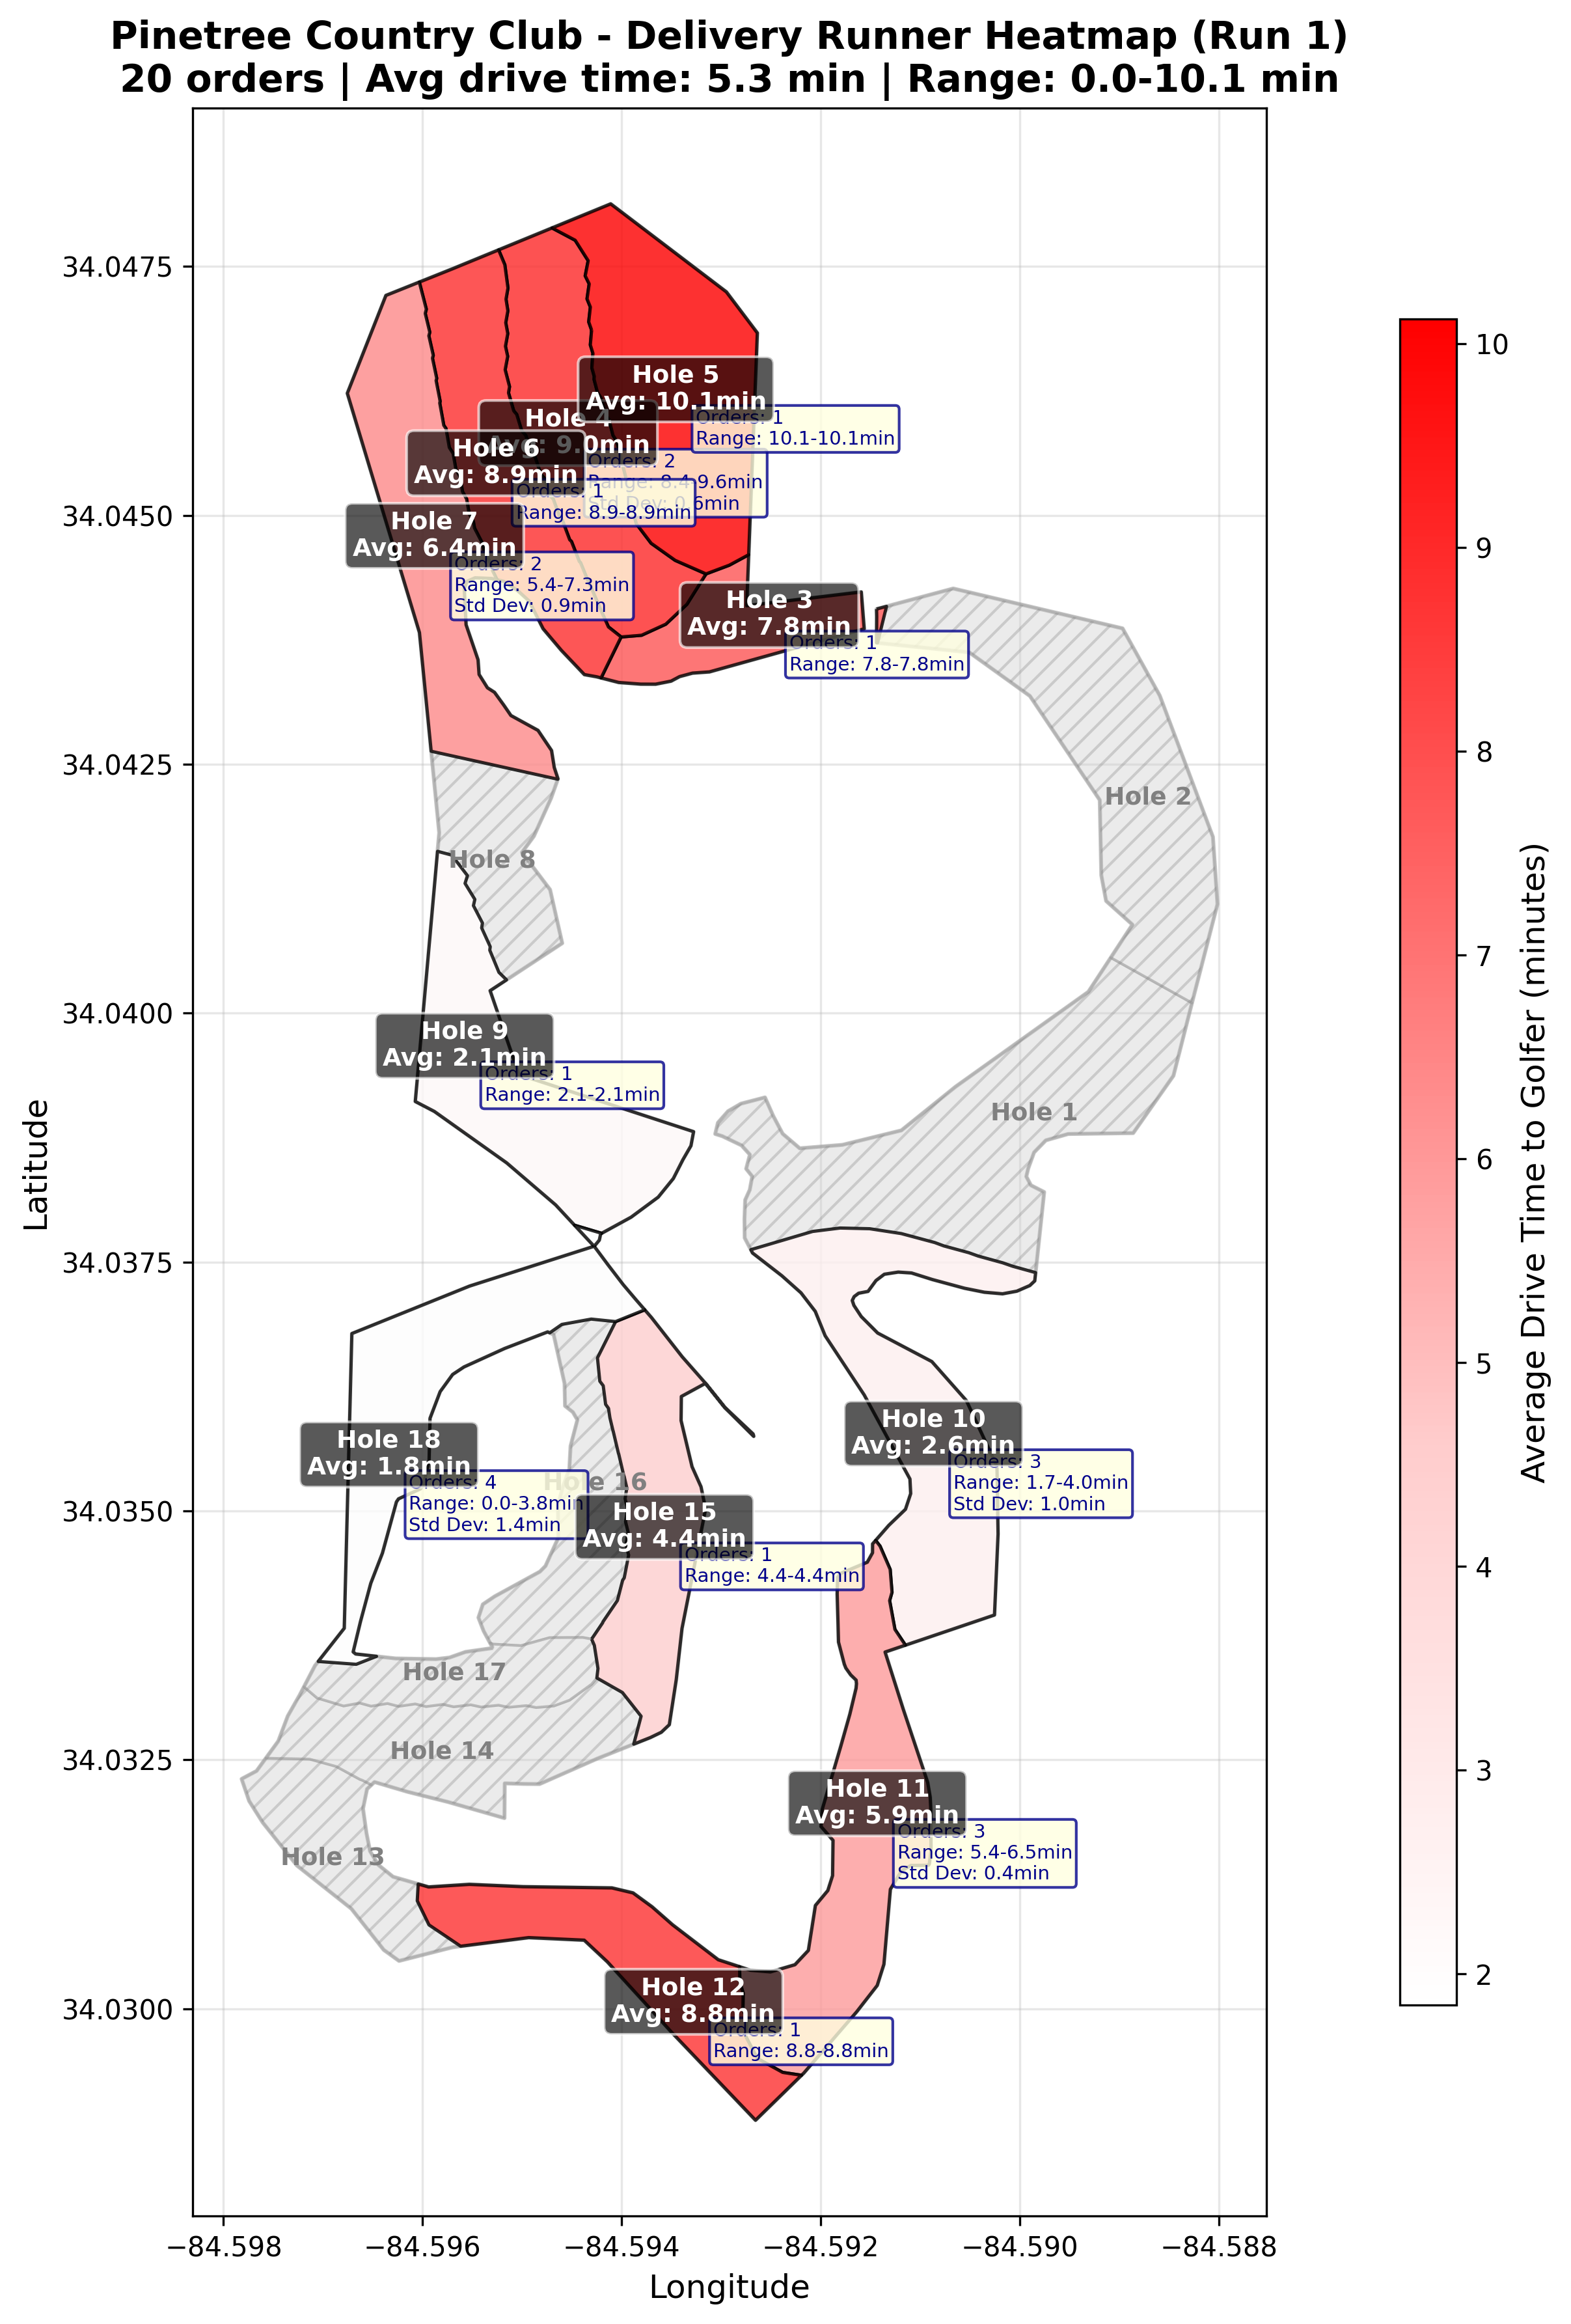 Pinetree Country Club - Delivery Runner Heatmap (Run 1)
20 orders | Avg drive time: 5.3 min | Range: 0.0-10.1 min
Hole 5
Avg: 10.1min
Orders: 1
Range: 10.1-10.1min
Hole 4
Avg: 9.0min
Orders: 2
Range: 8.4-9.6min
Std Dev: 0.6min
Hole 6
Avg: 8.9min
Orders: 1
Range: 8.9-8.9min
Hole 7
Avg: 6.4min
Orders: 2
Range: 5.4-7.3min
Std Dev: 0.9min
Hole 3
Avg: 7.8min
Orders: 1
Range: 7.8-7.8min
Hole 2
Hole 8
Hole 9
Avg: 2.1min
Orders: 1
Range: 2.1-2.1min
Hole 1
Hole 10
Avg: 2.6min
Orders: 3
Range: 1.7-4.0min
Std Dev: 1.0min
Hole 18
Avg: 1.8min
Orders: 4
Range: 0.0-3.8min
Std Dev: 1.4min
Hole 16
Hole 15
Avg: 4.4min
Orders: 1
Range: 4.4-4.4min
Hole 17
Hole 14
Hole 11
Avg: 5.9min
Orders: 3
Range: 5.4-6.5min
Std Dev: 0.4min
Hole 13
Hole 12
Avg: 8.8min
Orders: 1
Range: 8.8-8.8min
34.0475
34.0450
34.0425
34.0400
34.0375
34.0350
34.0325
34.0300
Latitude
−84.598
−84.596
−84.594
−84.592
−84.590
−84.588
Longitude
10
9
8
7
6
5
4
3
2
Average Drive Time to Golfer (minutes)